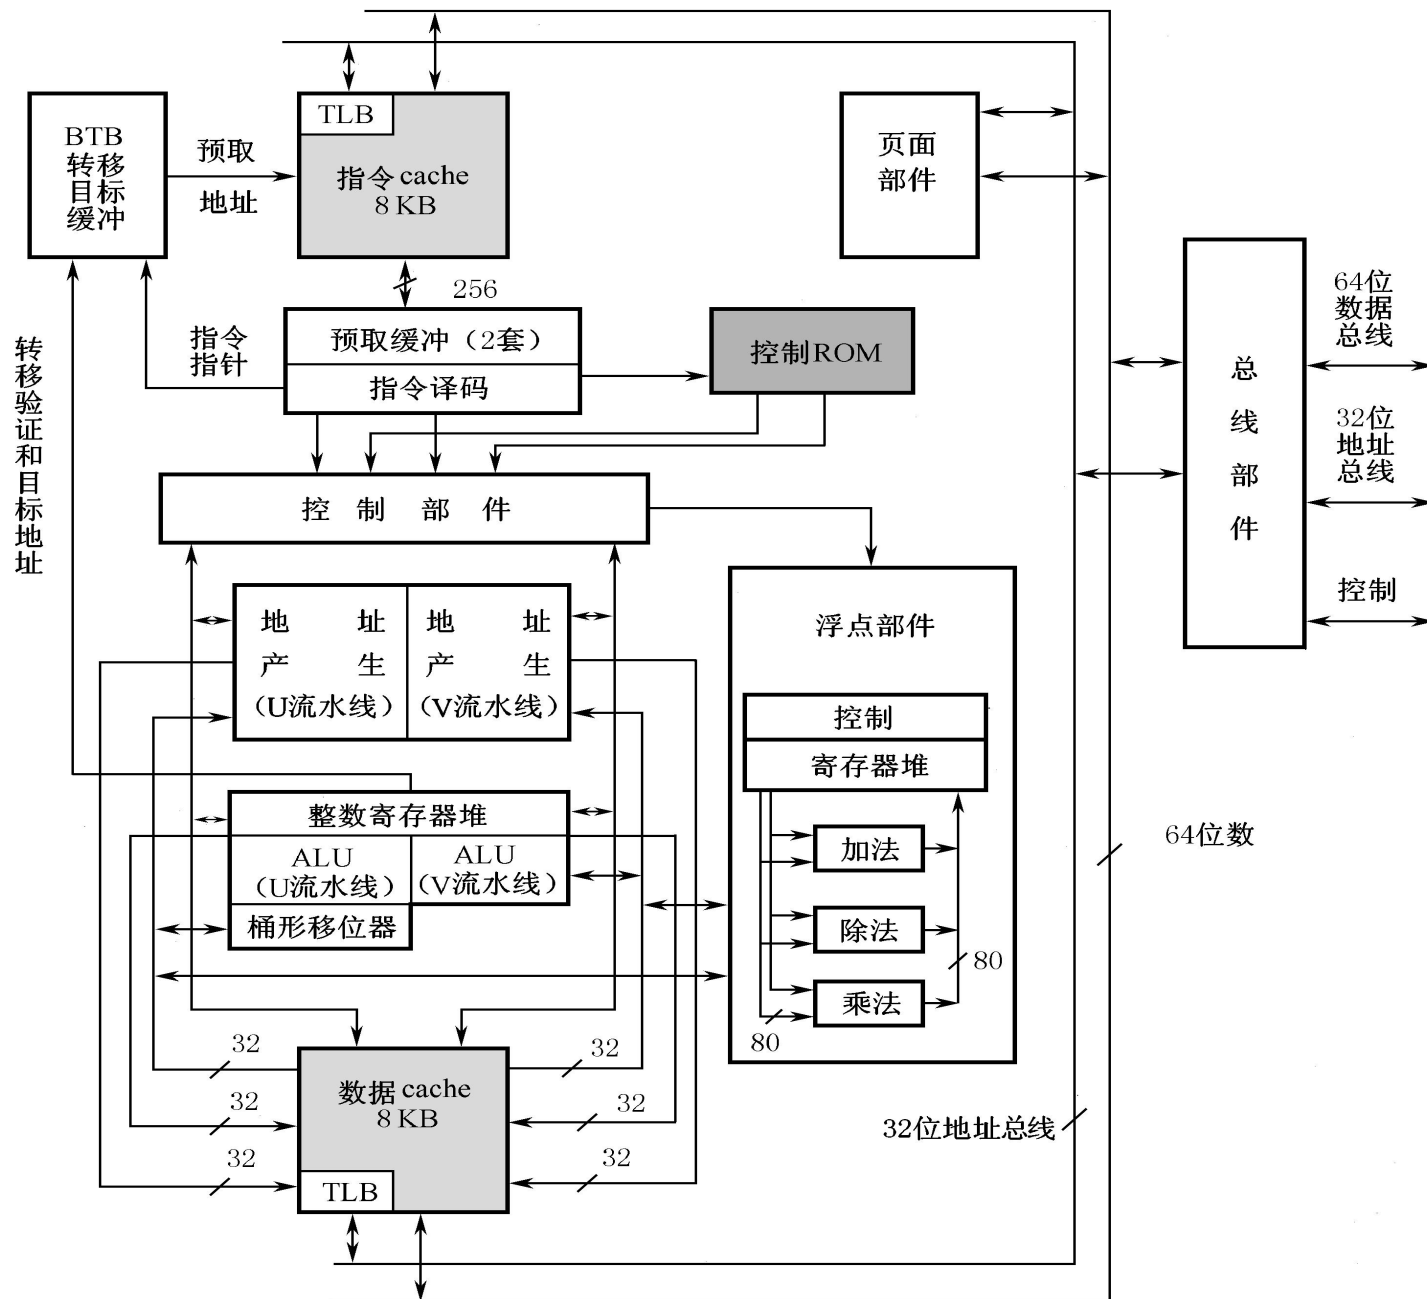 TLB
指令cache
8KB
BTB
转移
目标
缓冲
预取
地址
页面
部件
256
预取缓冲（2套）
指令译码
控制ROM
指令
指针
转移验证和目标地址
控制部件
总线部件
64位
数据
总线
32位
地址
总线
控制
地址
产生
（U流水线）
地址
产生
（V流水线）
浮点部件
控制
寄存器堆
加法
除法
乘法
80
80
整数寄存器堆
ALU
（U流水线）
ALU
（V流水线）
桶形移位器
32
32
32
32
32
32
数据cache
8KB
TLB
64位数
32位地址总线